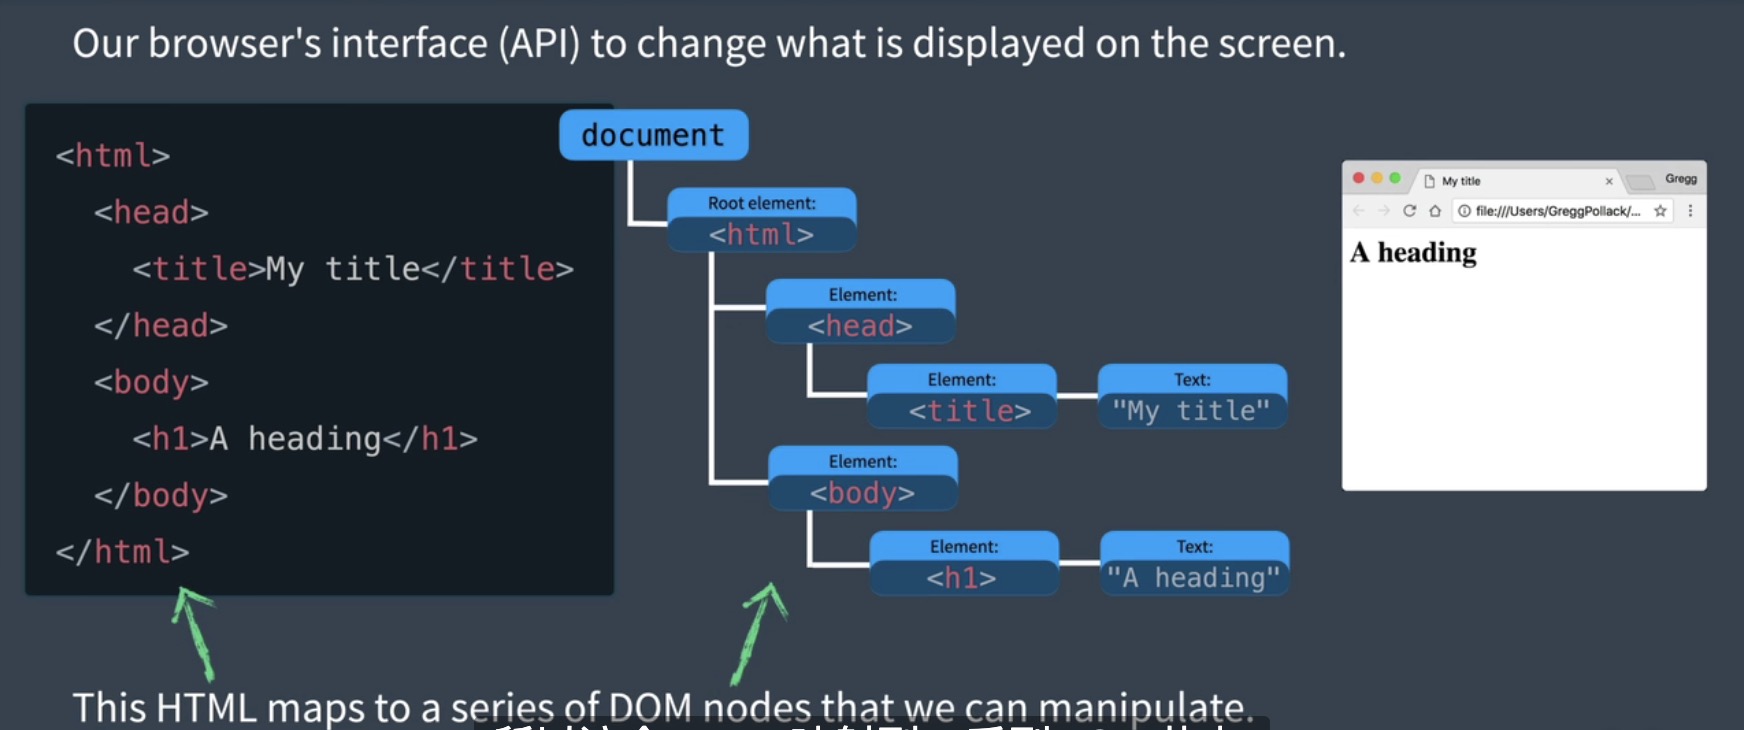 Our browser's interface (API) to change what is displayed on the screen.
<html>
<head>
<title>My title</title>
</head>
<body>
<h1>A heading</h1>
</body>
</html>
document
Root element:
<html>
Element:
<head>
Element:
<title>
Text:
"My title"
Element:
<body>
Element:
<h1>
Text:
"A heading"
My title
Gregg
file:///Users/GreggPollack/...
A heading
This HTML maps to a series of DOM nodes that we can manipulate.